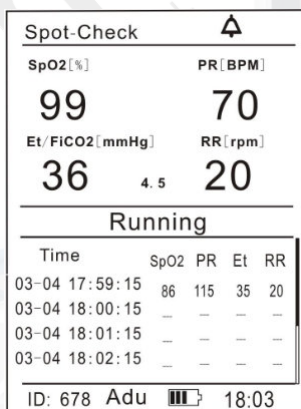 Spot-Check
SpO2[%] PR[BPM]
99 70
Et/FiCO2[mmHg] RR[rpm]
36 4.5 20
Running
Time SpO2 PR Et RR
03-04 17:59:15 86 115 35 20
03-04 18:00:15 -- -- -- --
03-04 18:01:15 -- -- -- --
03-04 18:02:15 -- -- -- --
ID: 678 Adu 18:03